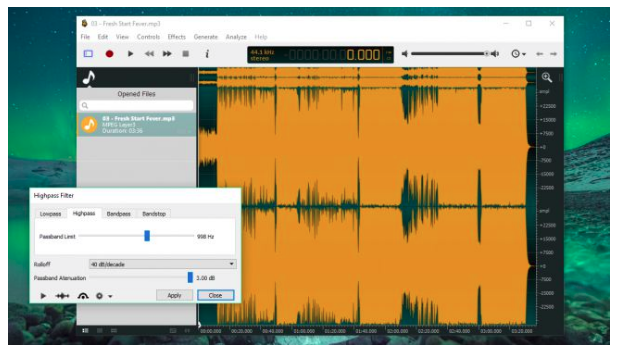 03 - Fresh Start Fever.mp3
File Edit View Controls Effects Generate Analyze Help
44.1 kHz
stereo
0.000
Opened Files
03 - Fresh Start Fever.mp3
MPEG Layer3
Duration: 03:36
smpl
+22500
+15000
+7500
+0
-7500
-15000
-22500
smpl
+22500
+15000
+7500
+0
-7500
-15000
-22500
Highpass Filter
Lowpass Highpass Bandpass Bandstop
Passband Limit 998 Hz
Rolloff 40 dB/decade
Passband Attenuation 2.00 dB
Apply Close
00:00.000 00:20.000 00:40.000 01:00.000 01:20.000 01:40.000 02:00.000 02:20.000 02:40.000 03:00.000 03:20.000